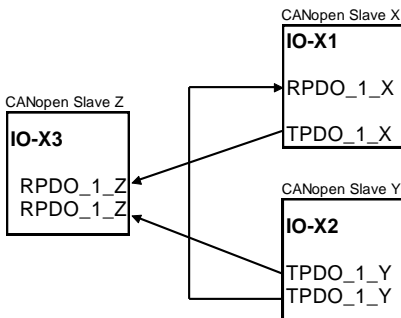 CANopen Slave X
IO-X1
RPDO_1_X
TPDO_1_X
CANopen Slave Z
IO-X3
RPDO_1_Z
RPDO_1_Z
CANopen Slave Y
IO-X2
TPDO_1_Y
TPDO_1_Y